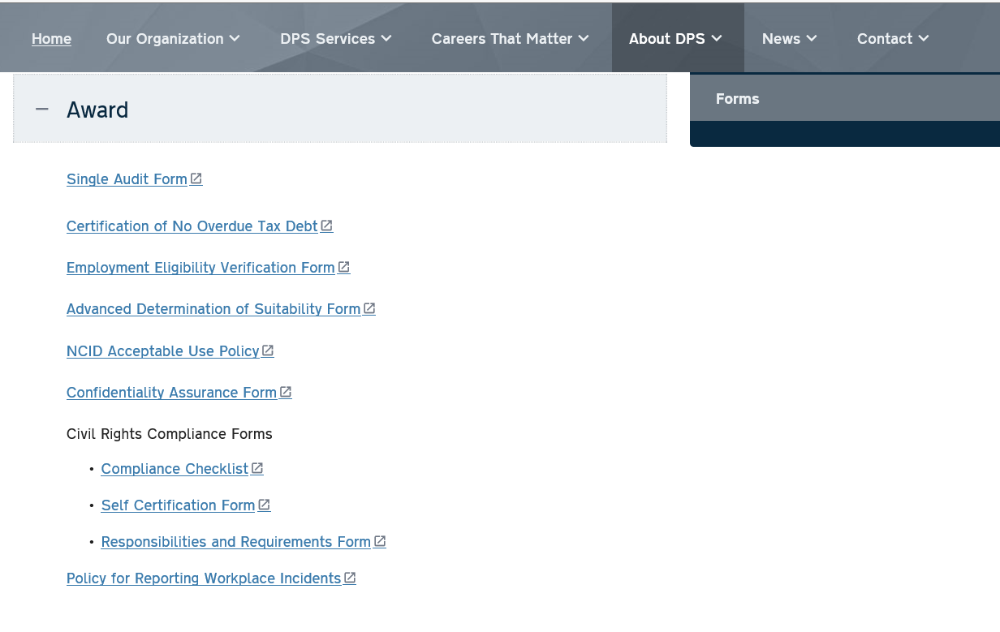 Home Our Organization DPS Services Careers That Matter About DPS News Contact
Award
Forms
Single Audit Form
Certification of No Overdue Tax Debt
Employment Eligibility Verification Form
Advanced Determination of Suitability Form
NCID Acceptable Use Policy
Confidentiality Assurance Form
Civil Rights Compliance Forms
• Compliance Checklist
• Self Certification Form
• Responsibilities and Requirements Form
Policy for Reporting Workplace Incidents